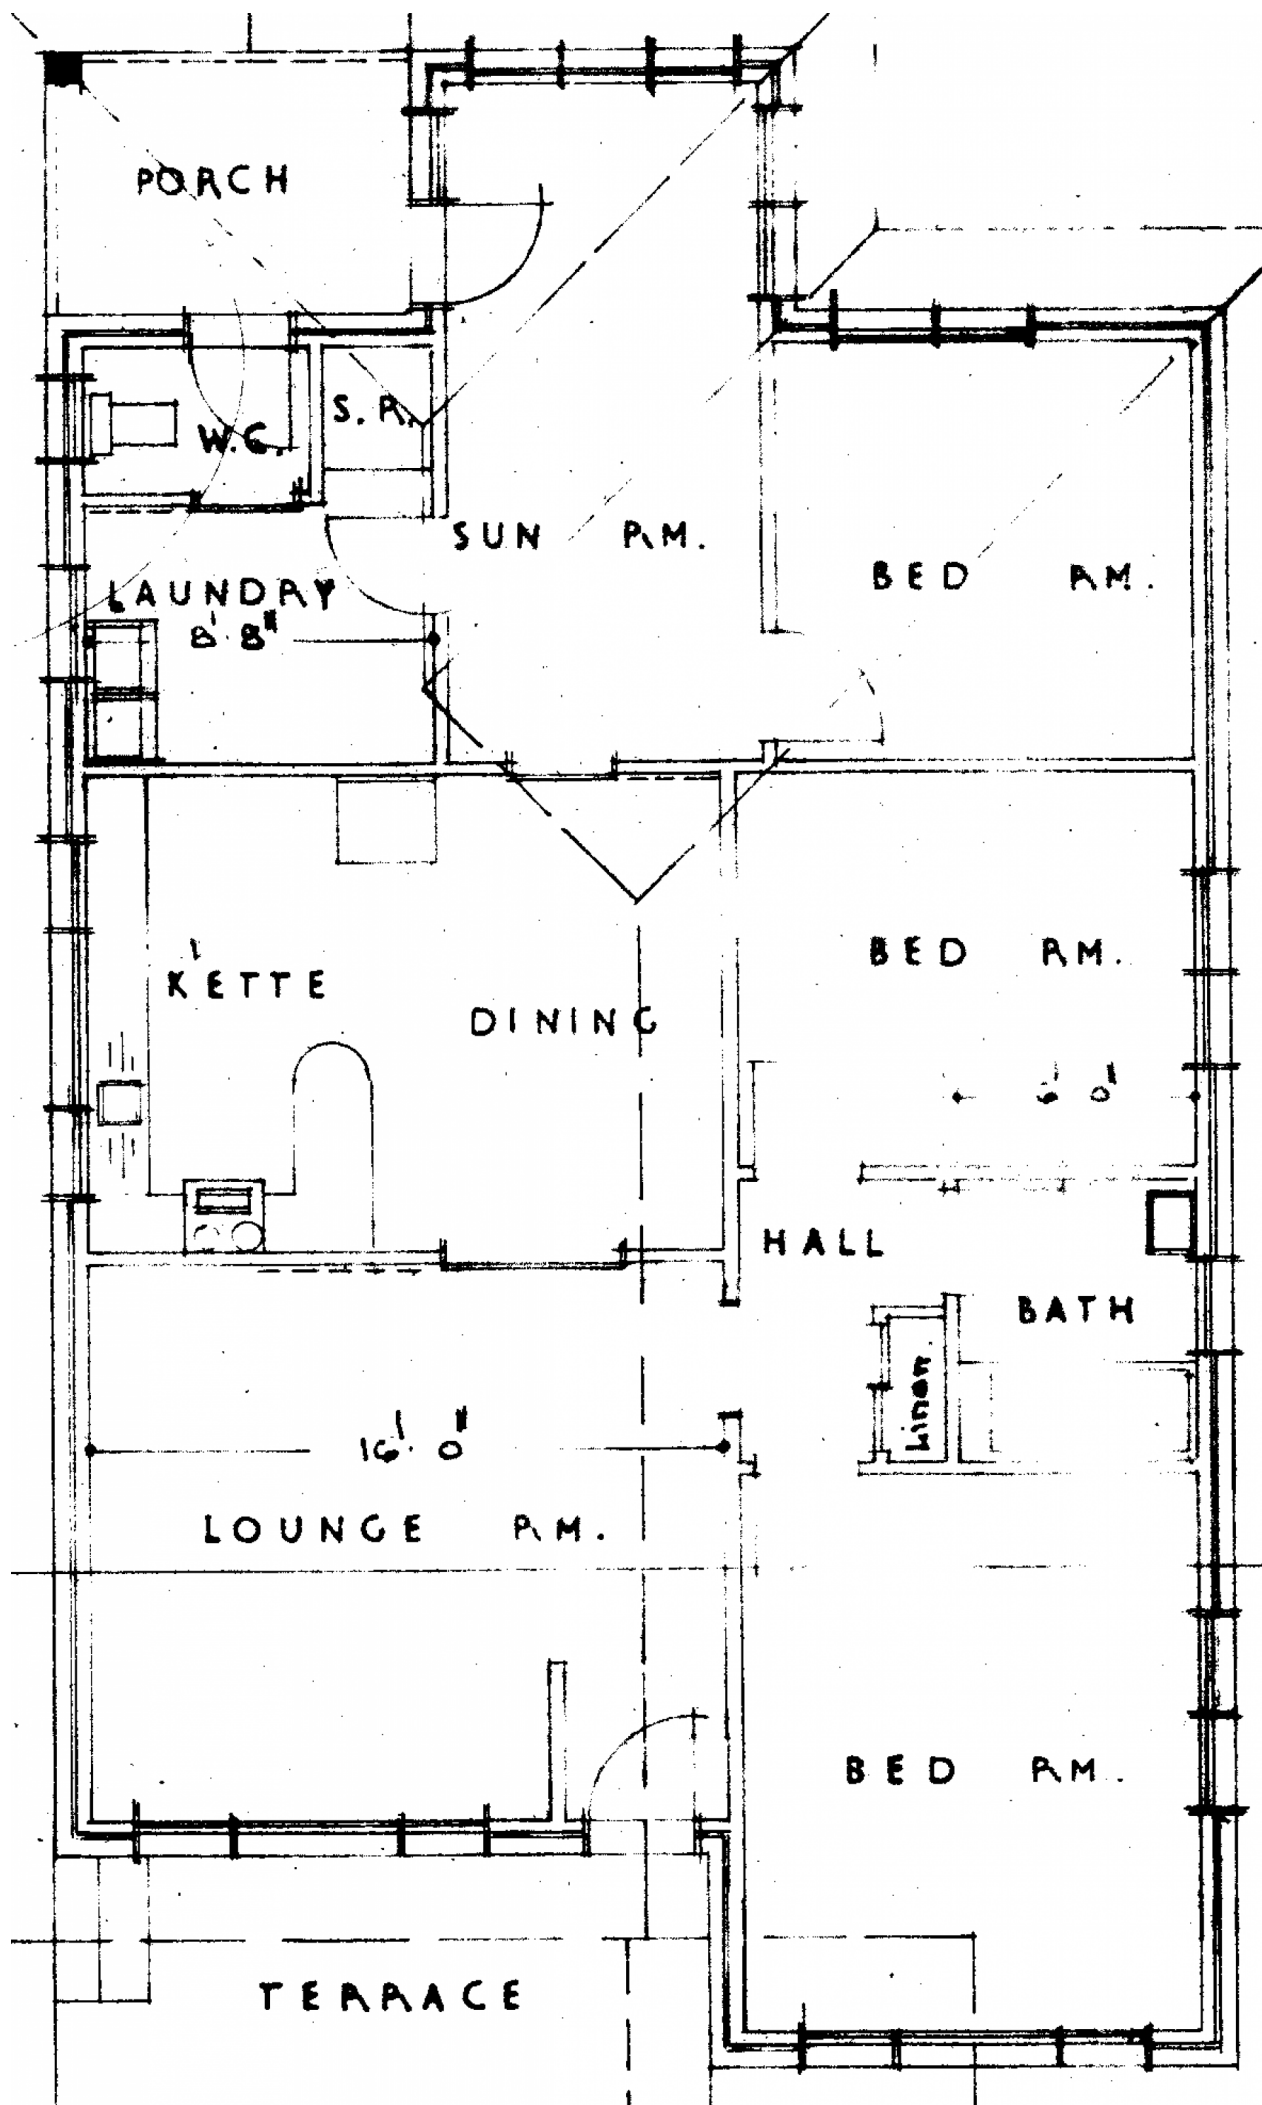 PORCH
S.R.
W.C.
SUN RM.
BED RM.
LAUNDRY
8' 8"
BED RM.
K'ETTE
DINING
6' 0"
HALL
BATH
Linen
16' 0"
LOUNGE RM.
BED RM.
TERRACE